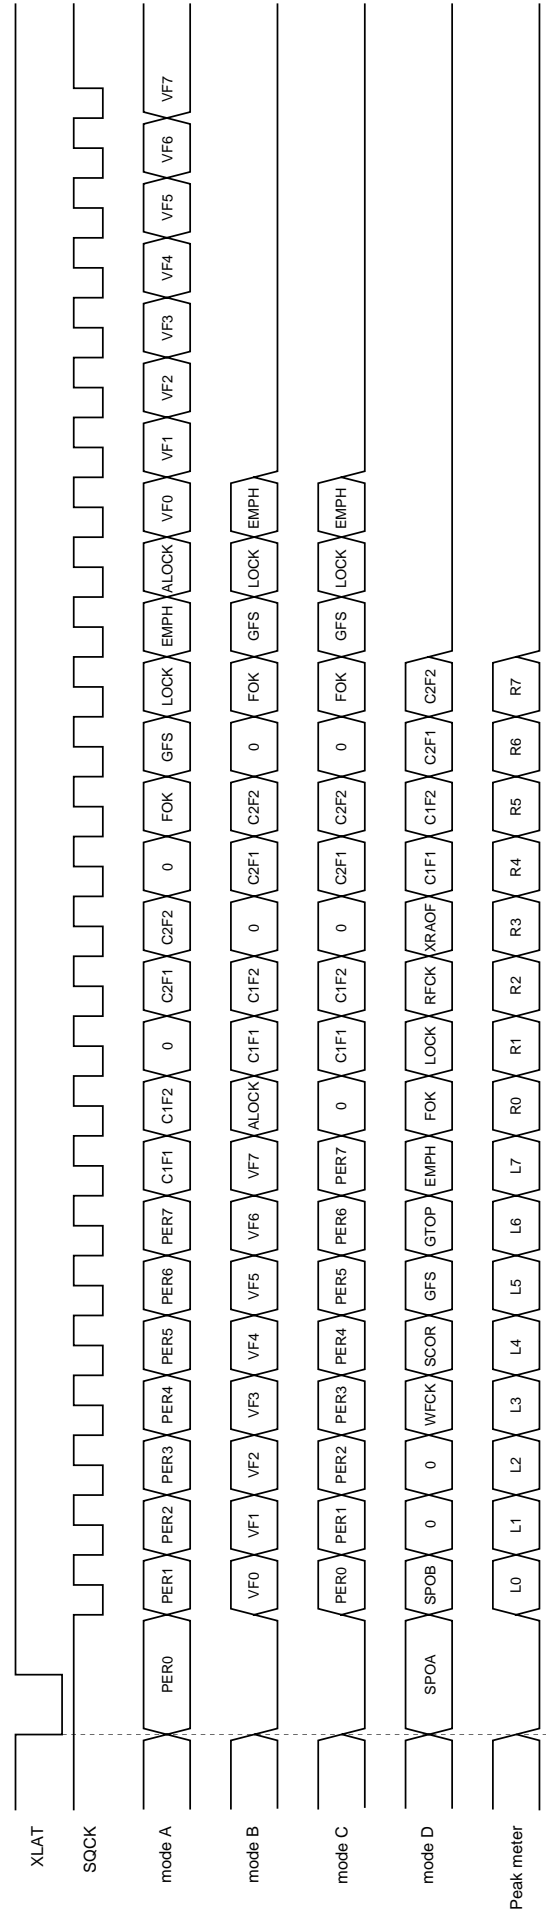 XLAT
SQCK
mode A
PER0
PER1
PER2
PER3
PER4
PER5
PER6
PER7
C1F1
C1F2
0
C2F1
C2F2
0
FOK
GFS
LOCK
EMPH
ALOCK
VF0
VF1
VF2
VF3
VF4
VF5
VF6
VF7
mode B
VF0
VF1
VF2
VF3
VF4
VF5
VF6
VF7
ALOCK
C1F1
C1F2
0
C2F1
C2F2
0
FOK
GFS
LOCK
EMPH
mode C
PER0
PER1
PER2
PER3
PER4
PER5
PER6
PER7
0
C1F1
C1F2
0
C2F1
C2F2
0
FOK
GFS
LOCK
EMPH
mode D
SPOA
SPOB
0
0
WFCK
SCOR
GFS
GTOP
EMPH
FOK
LOCK
RFCK
XRAOF
C1F1
C1F2
C2F1
C2F2
Peak meter
L0
L1
L2
L3
L4
L5
L6
L7
R0
R1
R2
R3
R4
R5
R6
R7